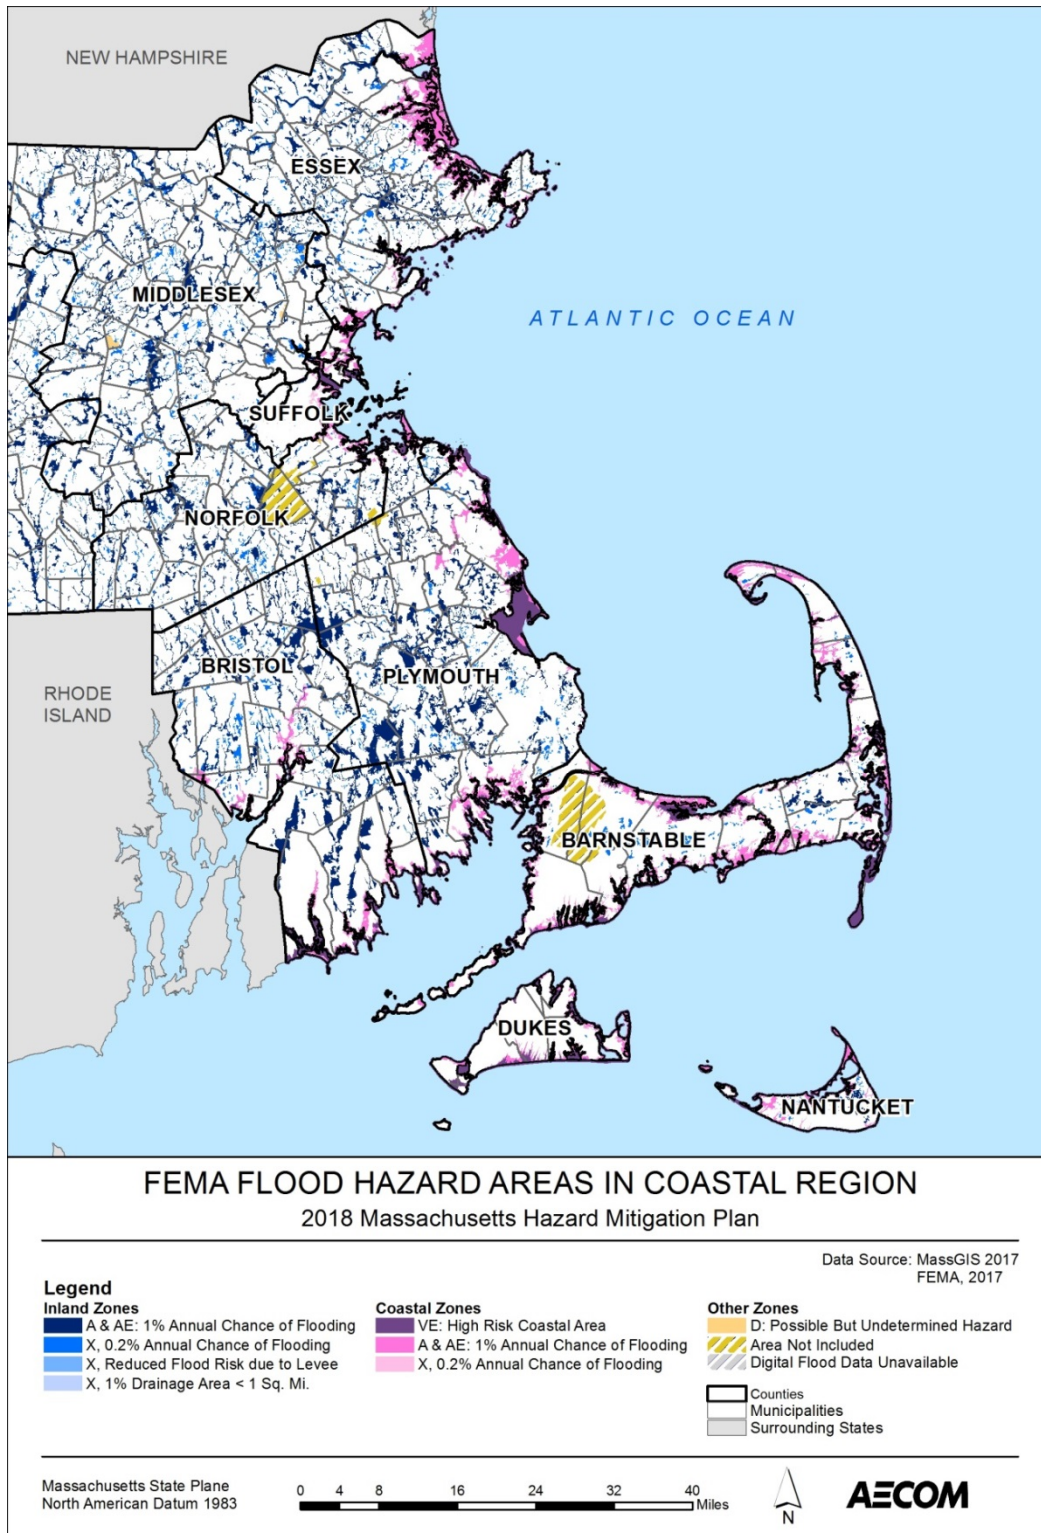 NEW HAMPSHIRE
ESSEX
MIDDLESEX
ATLANTIC OCEAN
SUFFOLK
NORFOLK
BRISTOL
PLYMOUTH
RHODE
ISLAND
BARNSTABLE
DUKES
NANTUCKET
FEMA FLOOD HAZARD AREAS IN COASTAL REGION
2018 Massachusetts Hazard Mitigation Plan
Data Source: MassGIS 2017
FEMA, 2017
Legend
Inland Zones
A & AE: 1% Annual Chance of Flooding
X, 0.2% Annual Chance of Flooding
X, Reduced Flood Risk due to Levee
X, 1% Drainage Area < 1 Sq. Mi.
Coastal Zones
VE: High Risk Coastal Area
A & AE: 1% Annual Chance of Flooding
X, 0.2% Annual Chance of Flooding
Other Zones
D: Possible But Undetermined Hazard
Area Not Included
Digital Flood Data Unavailable
Counties
Municipalities
Surrounding States
Massachusetts State Plane
North American Datum 1983
0 4 8 16 24 32 40
Miles
N
AECOM